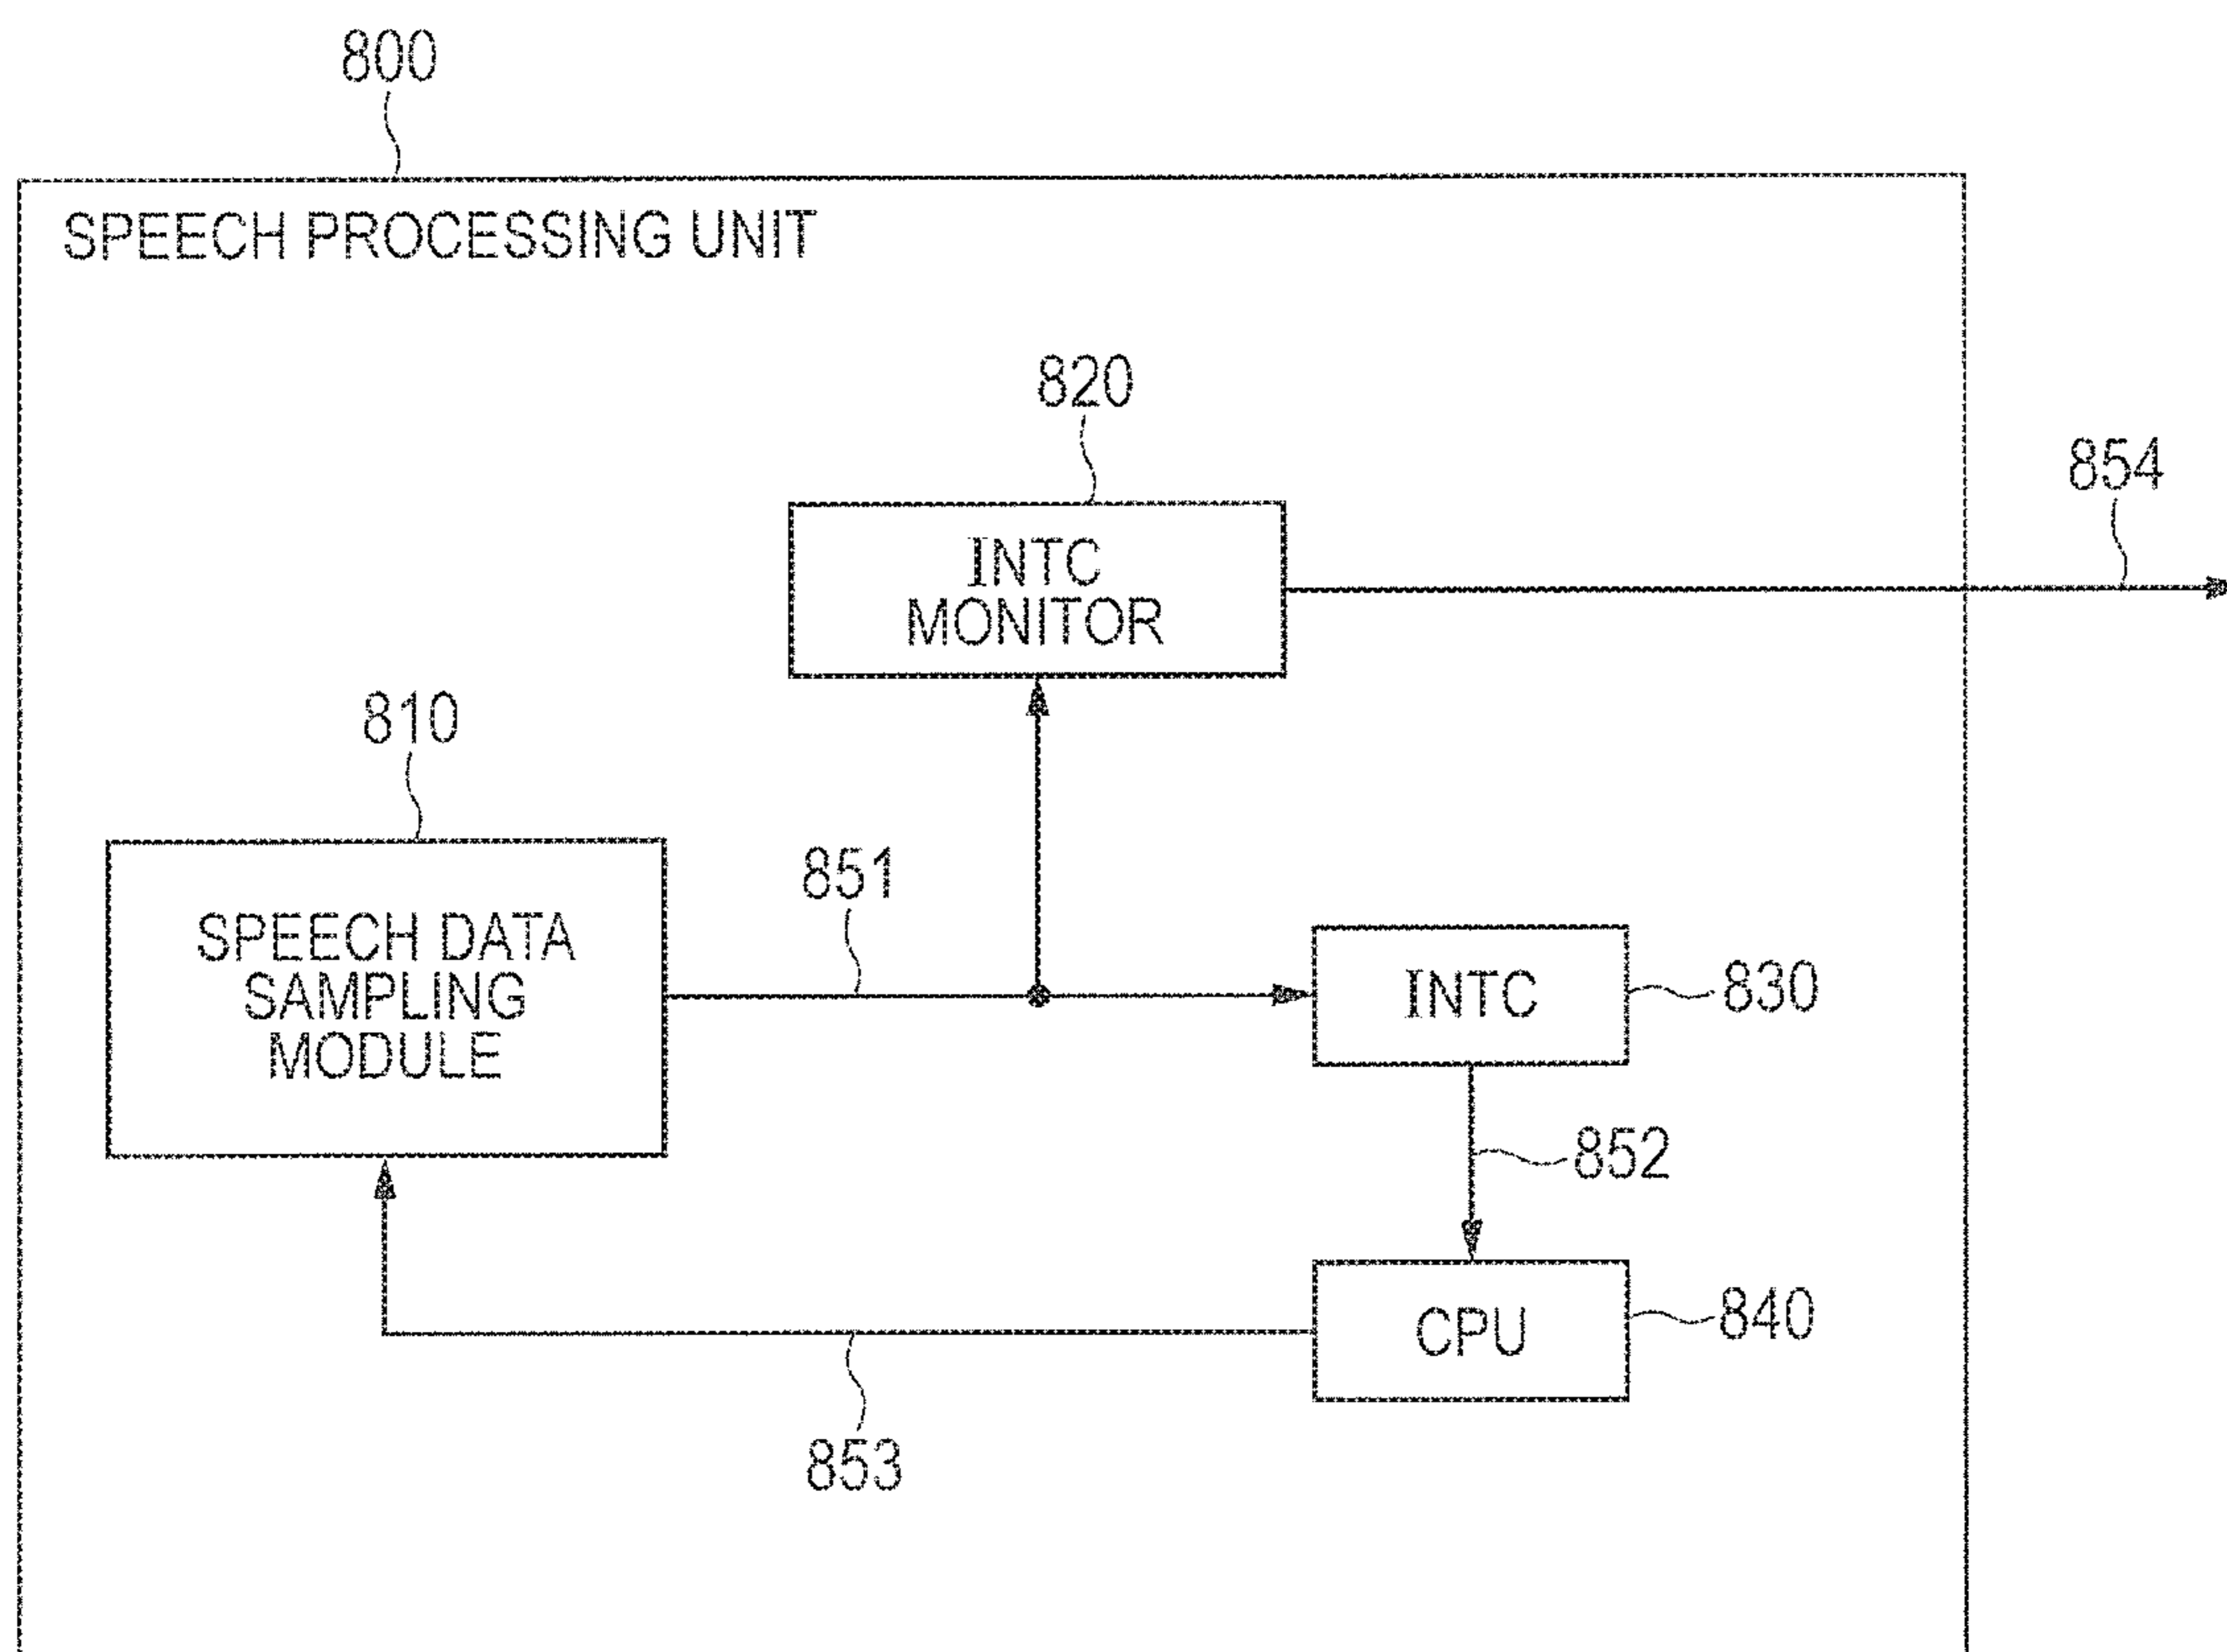 800
SPEECH PROCESSING UNIT
820
854
INTC
MONITOR
810
851
SPEECH DATA
SAMPLING
MODULE
INTC
830
852
CPU
840
853